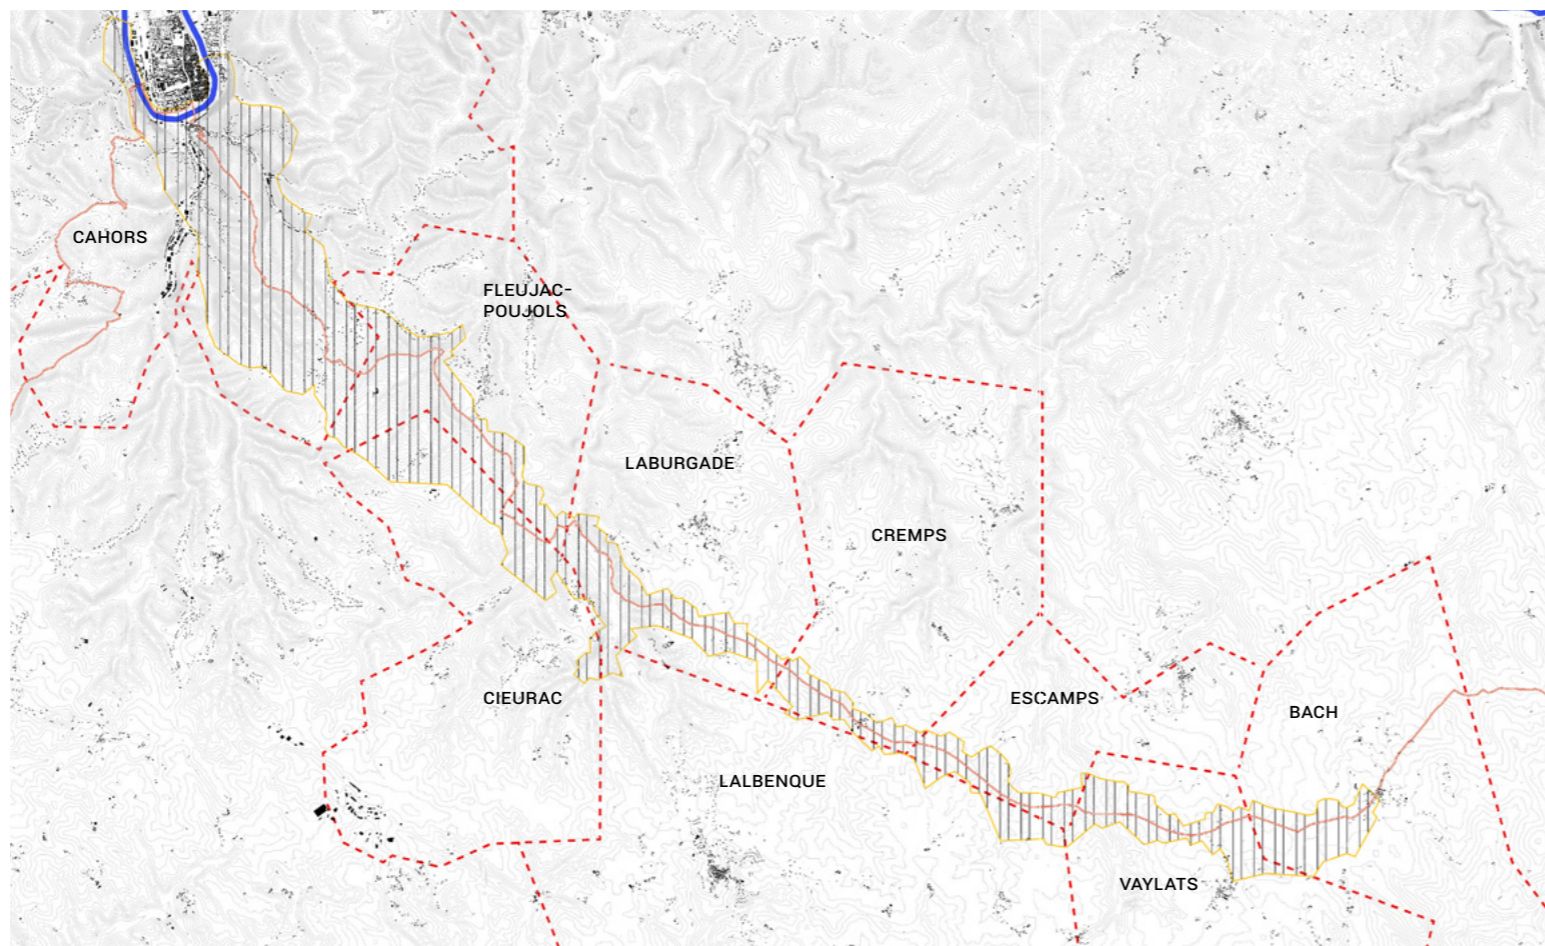 CAHORS
FLEUJAC-
POUJOLS
LABURGADE
CREMPS
CIEURAC
ESCAMPS
BACH
LALBENQUE
VAYLATS